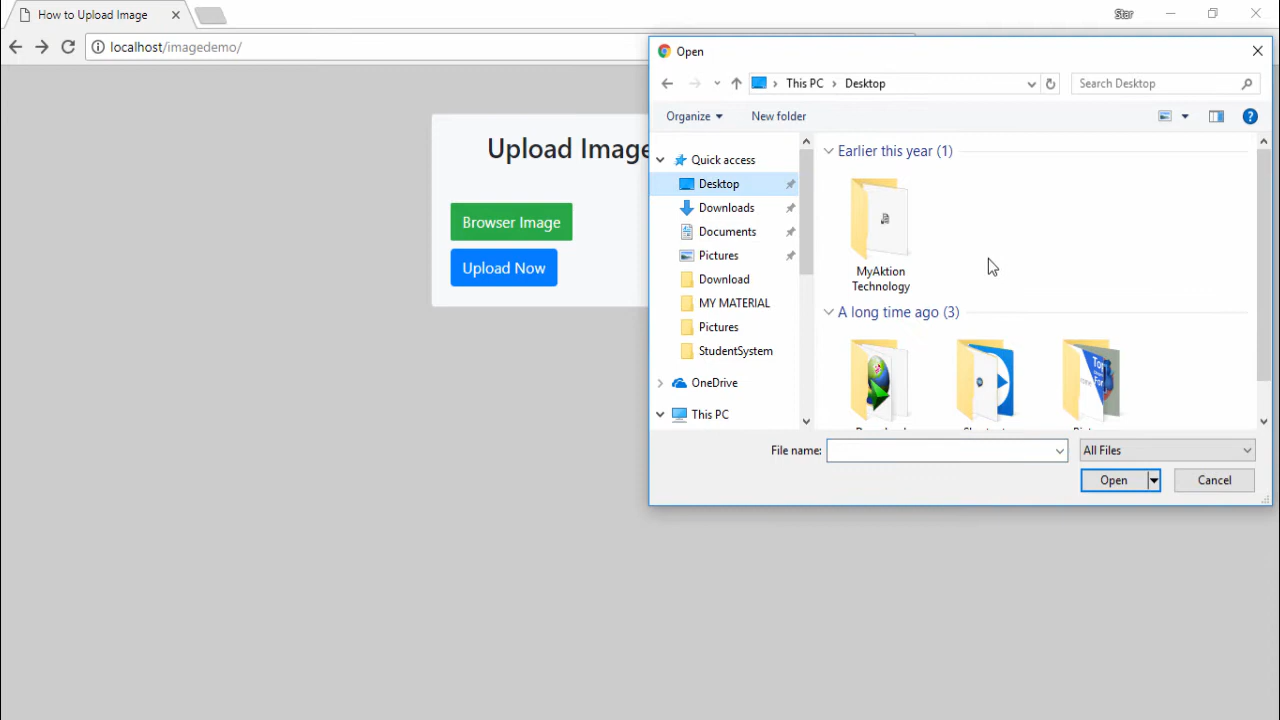 How to Upload Image
Star
localhost/imagedemo/
Upload Image
Browser Image
Upload Now
Open
This PC
Desktop
Search Desktop
Organize
New folder
Quick access
Desktop
Downloads
Documents
Pictures
Download
MY MATERIAL
Pictures
StudentSystem
OneDrive
This PC
Earlier this year (1)
MyAktion
Technology
A long time ago (3)
File name:
All Files
Open
Cancel